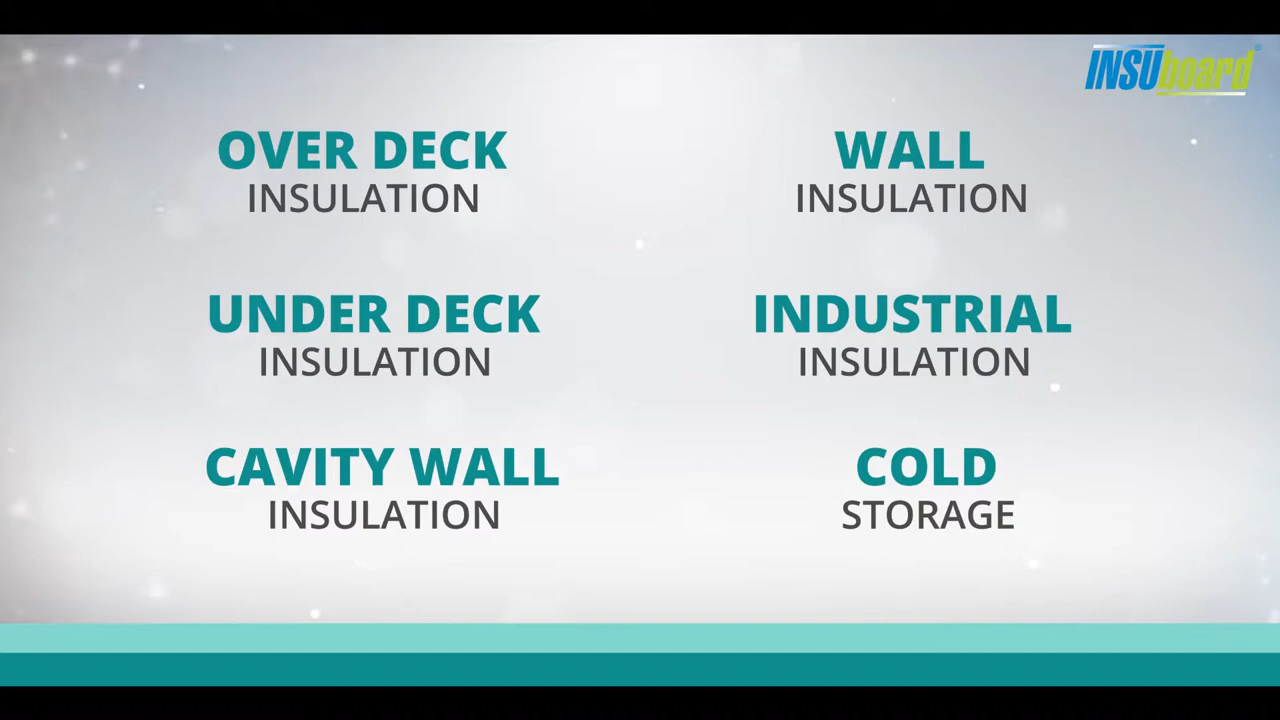 INSUboard®
OVER DECK
INSULATION
WALL
INSULATION
UNDER DECK
INSULATION
INDUSTRIAL
INSULATION
CAVITY WALL
INSULATION
COLD
STORAGE